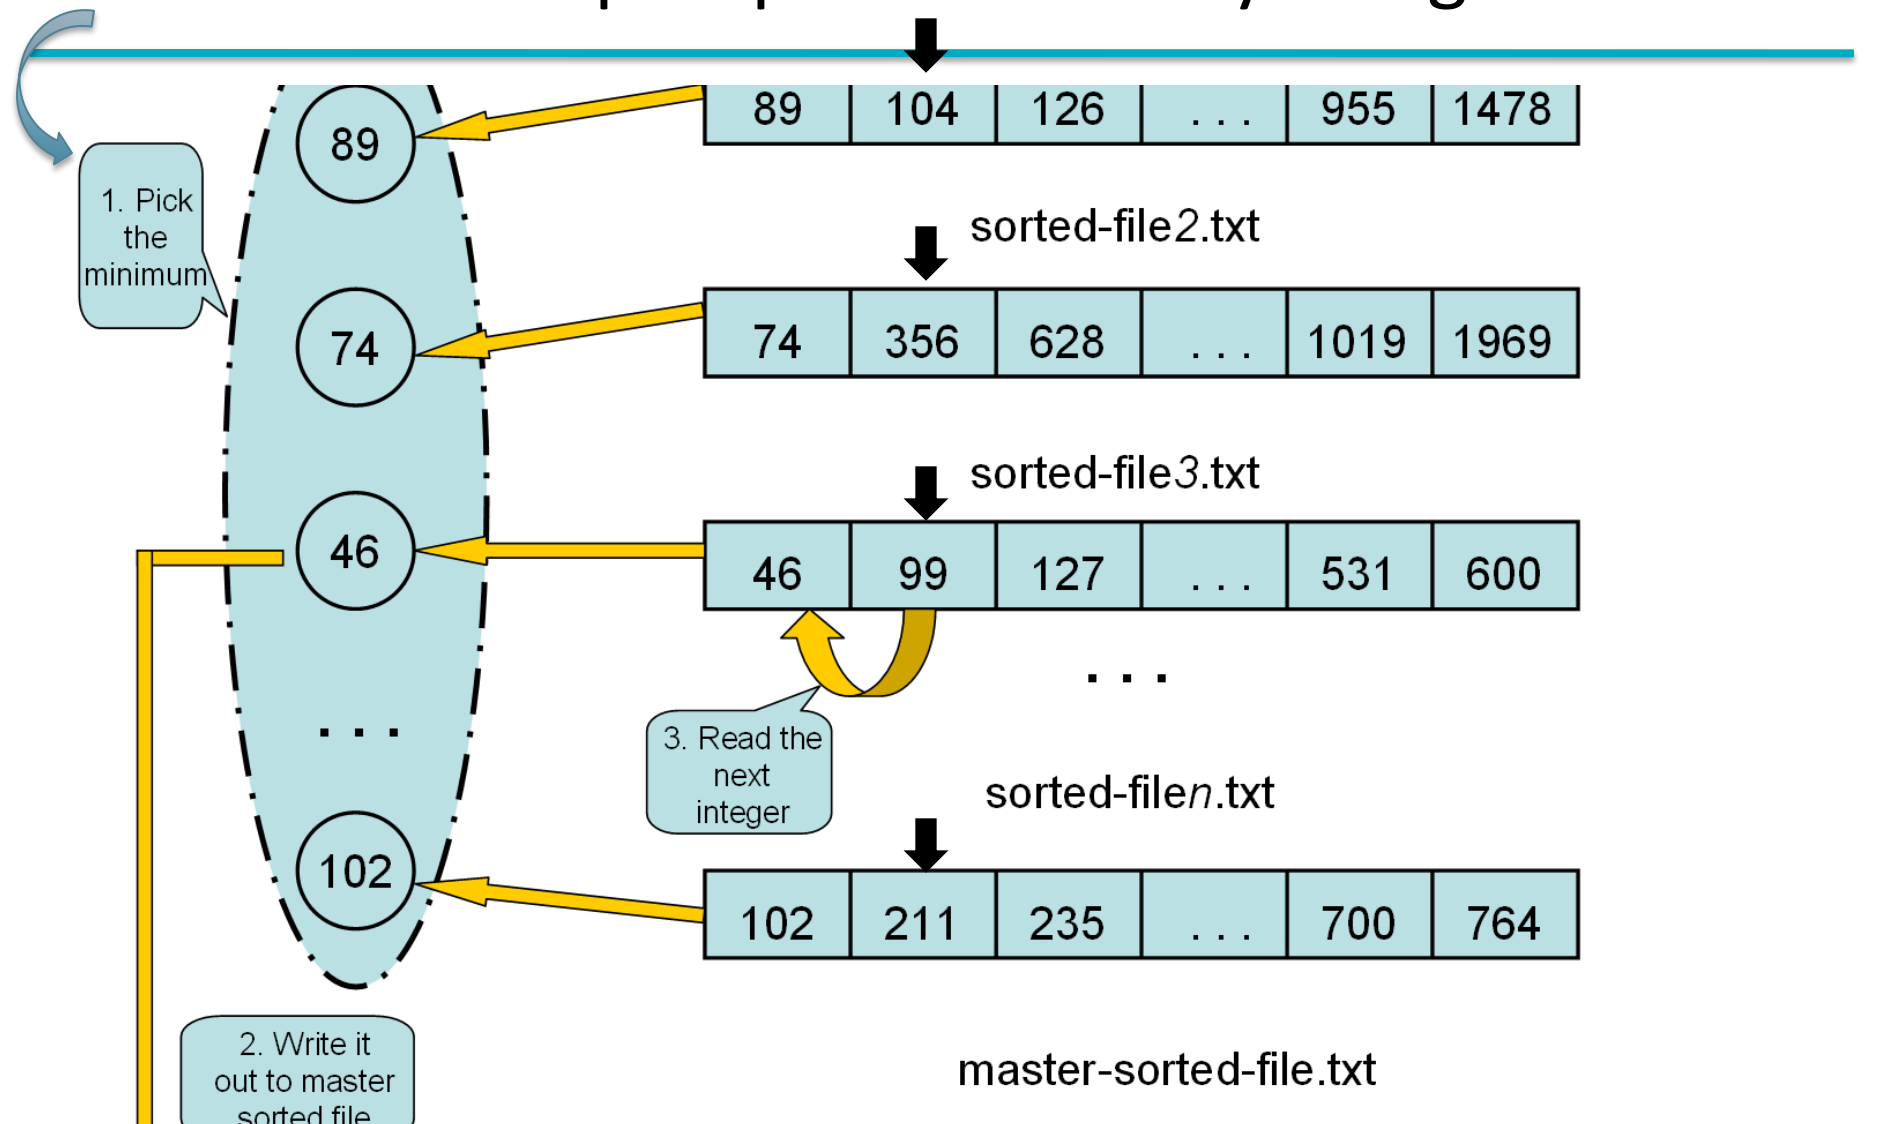 89 104 126 . . . 955 1478
89
1. Pick
the
minimum
sorted-file2.txt
74
74 356 628 . . . 1019 1969
sorted-file3.txt
46
46 99 127 . . . 531 600
. . .
. . .
3. Read the
next
integer
sorted-filen.txt
102
102 211 235 . . . 700 764
2. Write it
out to master
sorted file
master-sorted-file.txt